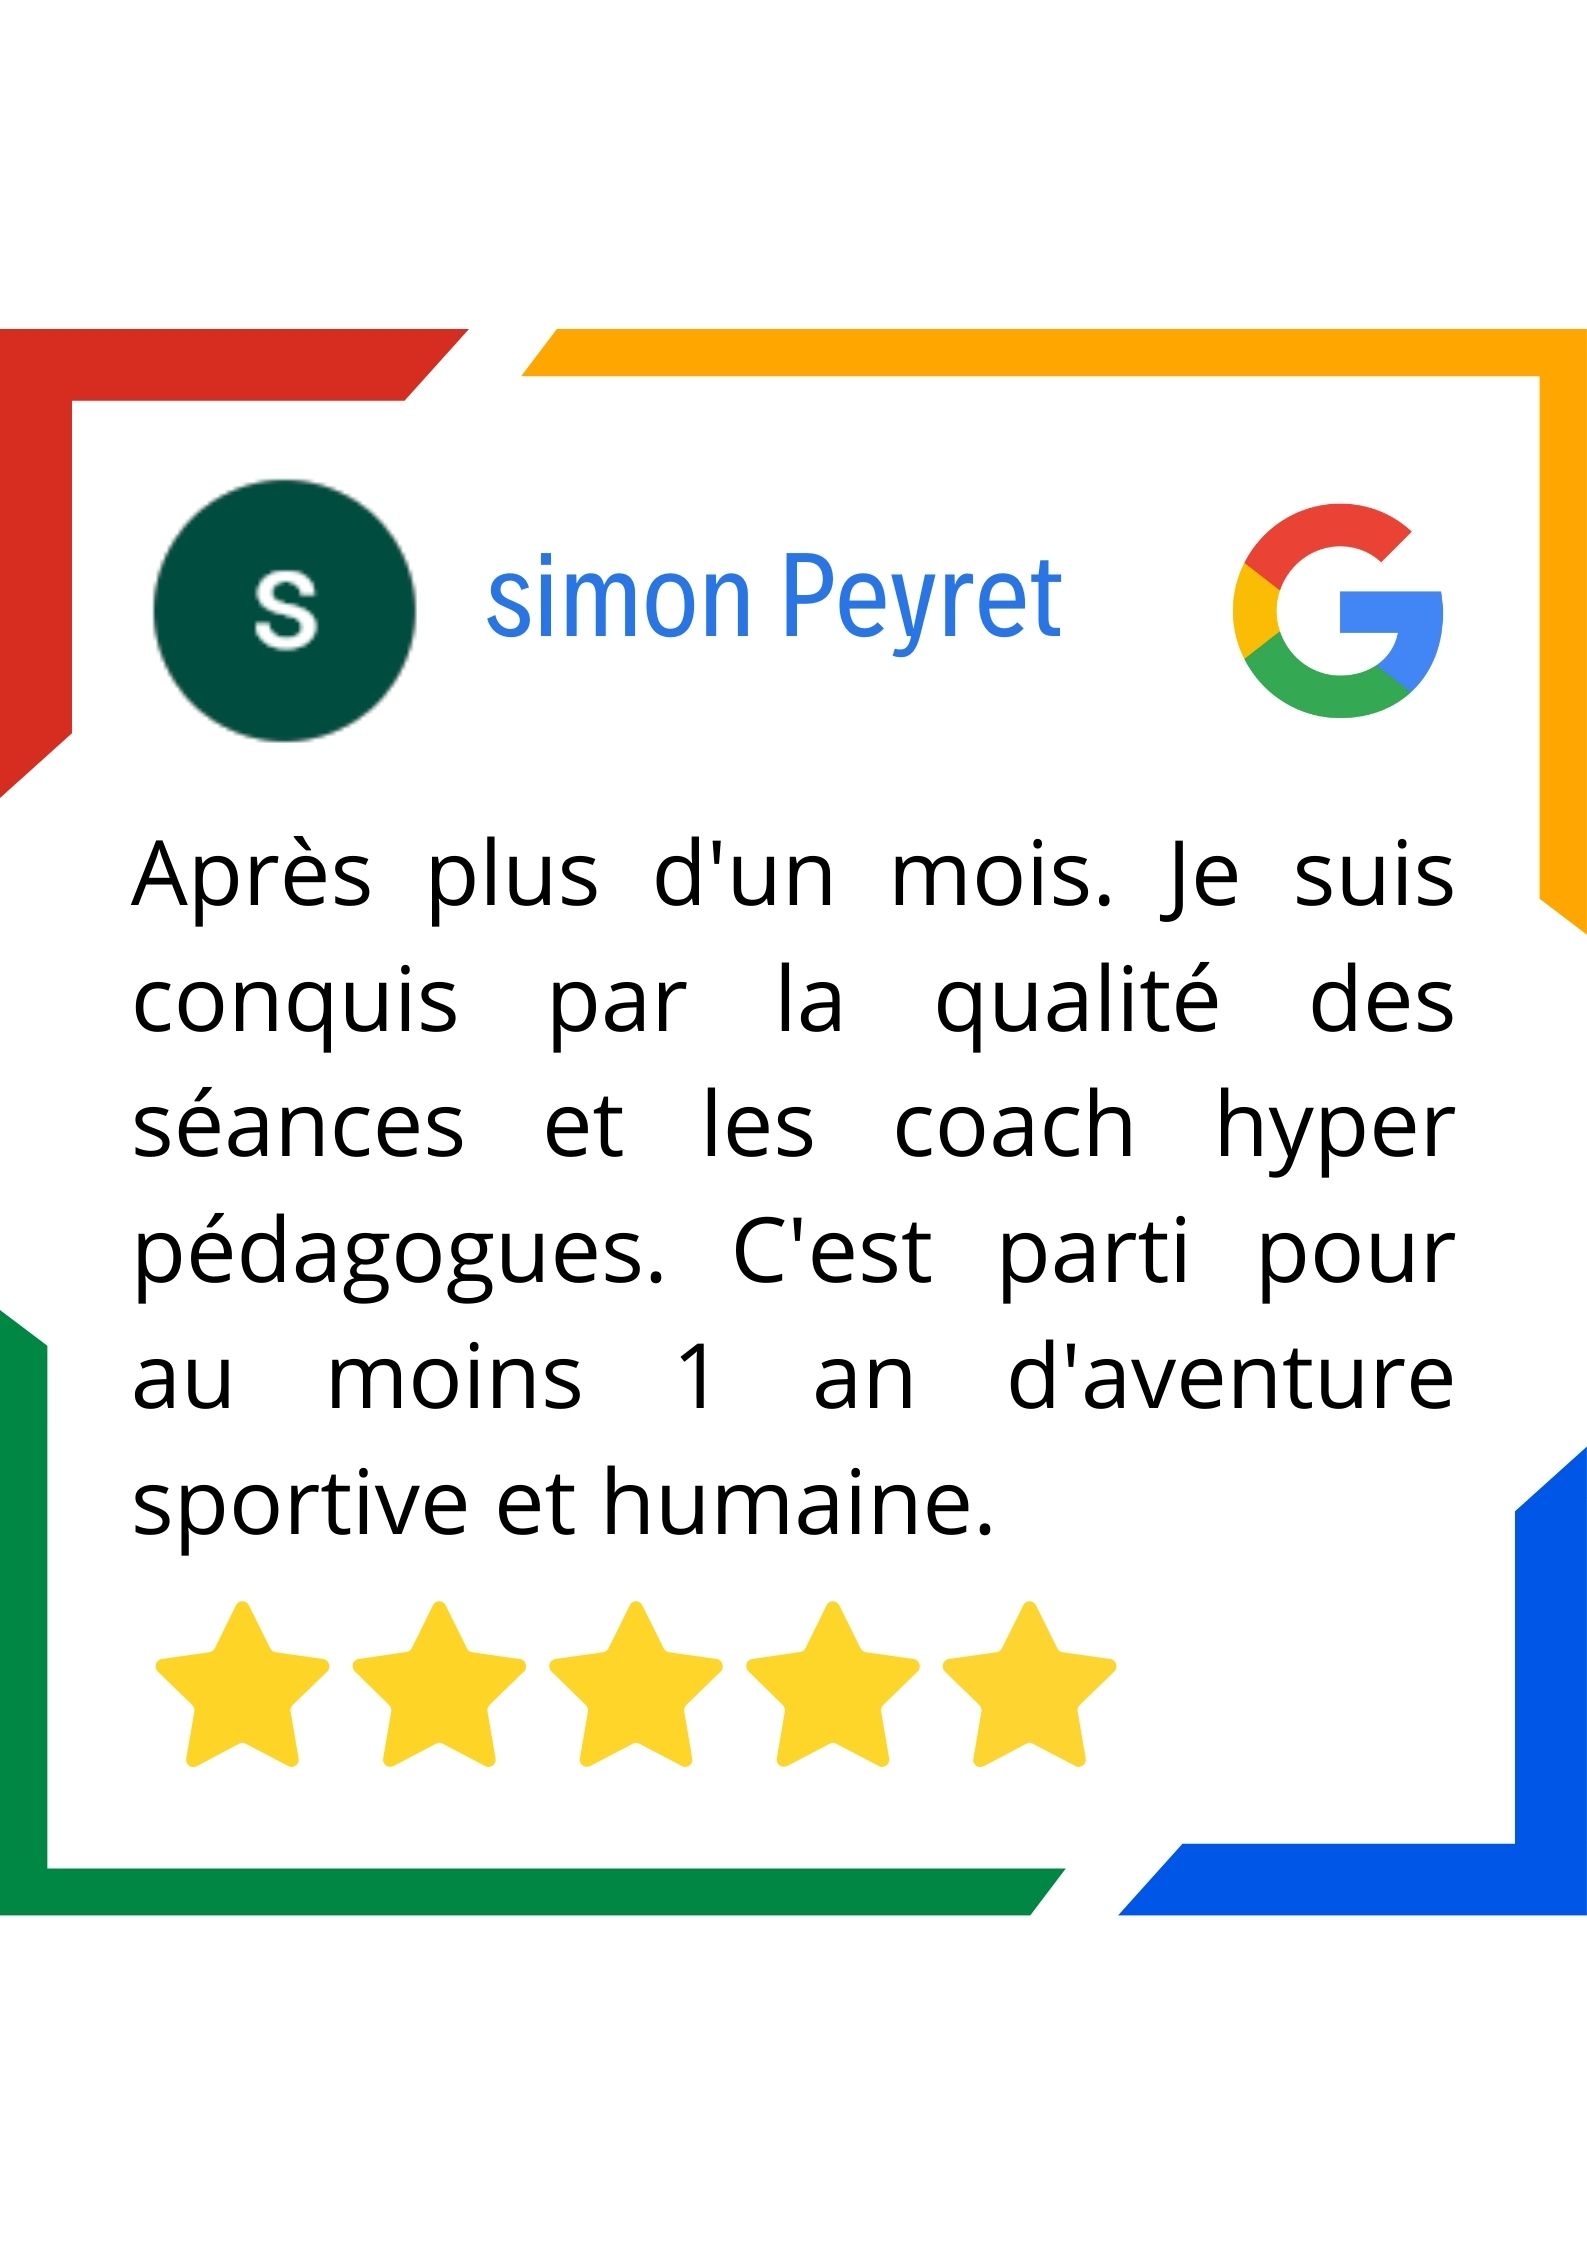 S
simon Peyret
G
Après plus d'un mois. Je suis
conquis par la qualité des
séances et les coach hyper
pédagogues. C'est parti pour
au moins 1 an d'aventure
sportive et humaine.